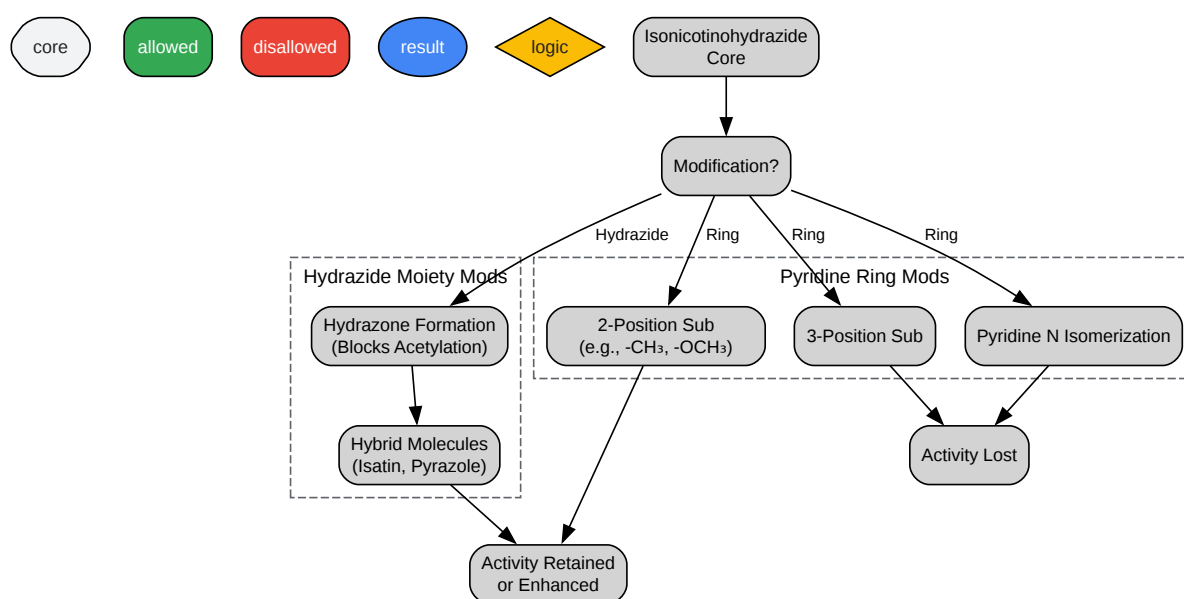 core
allowed
disallowed
result
logic
Isonicotinohydrazide
Core
Modification?
Hydrazide
Ring
Ring
Ring
Hydrazide Moiety Mods
Pyridine Ring Mods
Hydrazone Formation
(Blocks Acetylation)
2-Position Sub
(e.g., -CH₃, -OCH₃)
3-Position Sub
Pyridine N Isomerization
Hybrid Molecules
(Isatin, Pyrazole)
Activity Lost
Activity Retained
or Enhanced